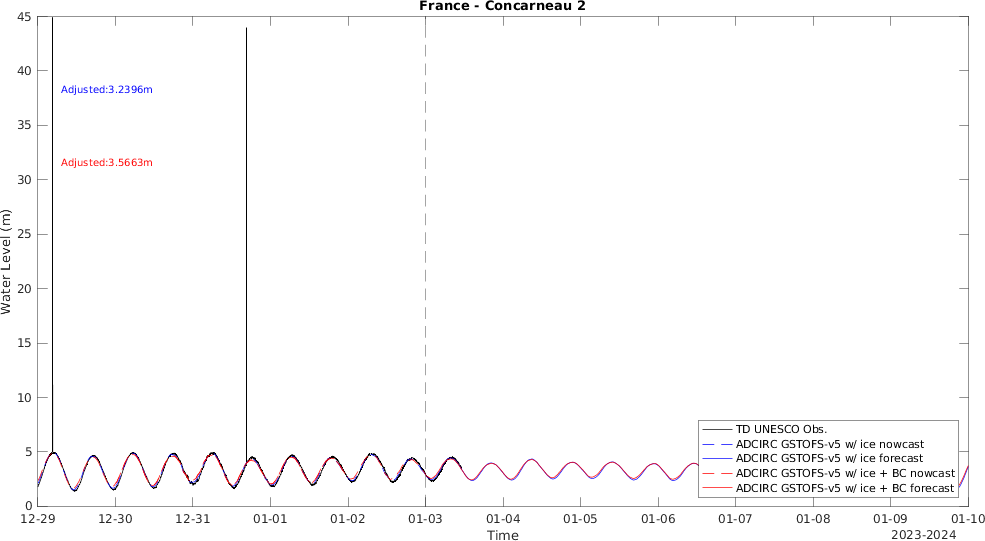 France - Concarneau 2
Water Level (m)
45
40
35
30
25
20
15
10
5
0
Adjusted:3.2396m
Adjusted:3.5663m
TD UNESCO Obs.
ADCIRC GSTOFS-v5 w/ ice nowcast
ADCIRC GSTOFS-v5 w/ ice forecast
ADCIRC GSTOFS-v5 w/ ice + BC nowcast
ADCIRC GSTOFS-v5 w/ ice + BC forecast
12-29 12-30 12-31 01-01 01-02 01-03 01-04 01-05 01-06 01-07 01-08 01-09 01-10
Time
2023-2024